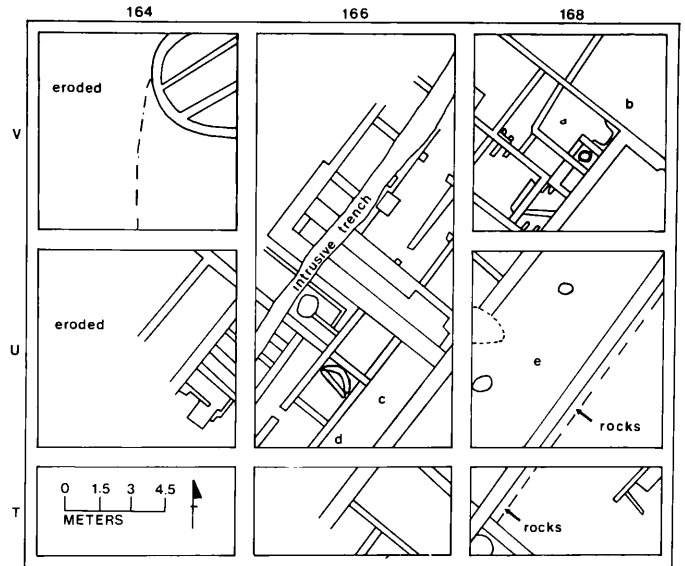 164 166 168
V
eroded
intrusive trench
a
b
U
eroded
c
d
e
rocks
T
0 1.5 3 4.5
METERS
rocks